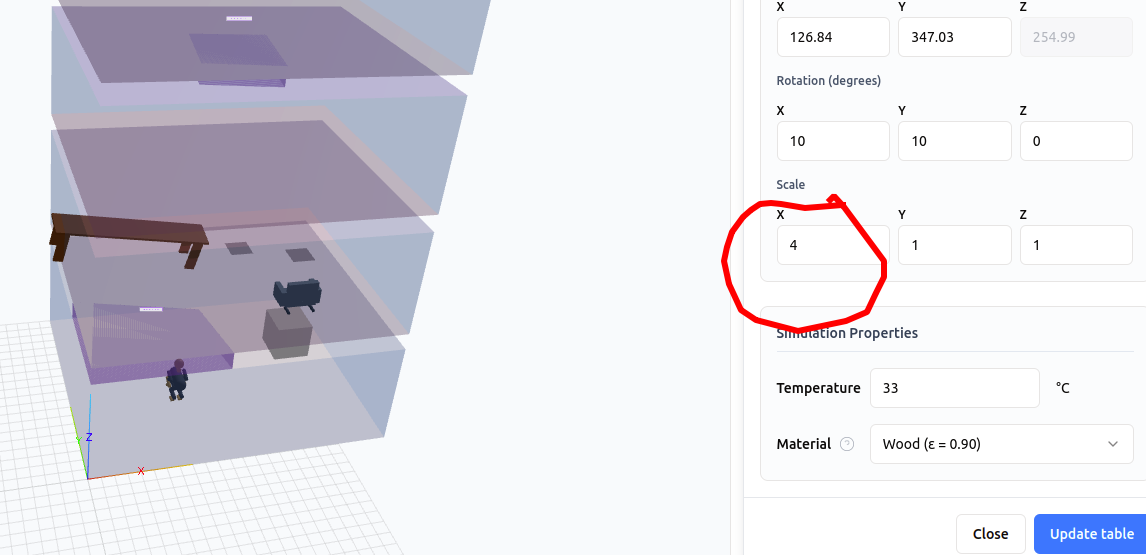 X Y Z
126.84 347.03 254.99
Rotation (degrees)
X Y Z
10 10 0
Scale
X Y Z
4 1 1
Simulation Properties
Temperature 33 °C
Material ? Wood (ε = 0.90)
Close Update table
Z
Y
X